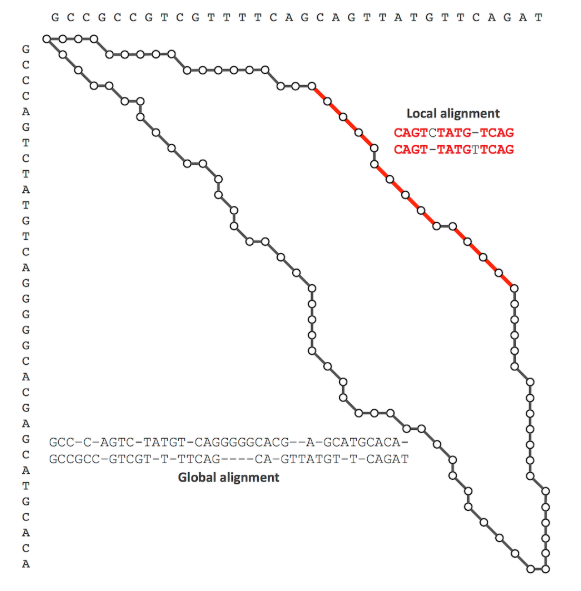 G C C G C C G T C G T T T T C A G C A G T T A T G T T C A G A T
G C C C A G T C T A T G T C A G G G G G C A C G A G C A T G C A C A
Local alignment
CAGTCTATG-TCAG
CAGT-TATGTTCAG
GCC-C-AGTC-TATGT-CAGGGGGCACG--A-GCATGCACA-
GCCGCC-GTCGT-T-TTCAG----CA-GTTATGT-T-CAGAT
Global alignment